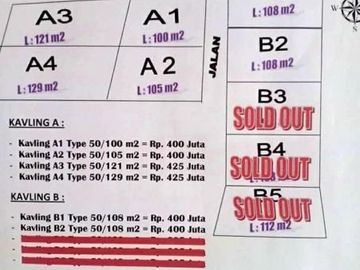 A3
L : 121 m2
A1
L : 100 m2
L : 108 m2
W
S
A4
L : 129 m2
A 2
L : 105 m2
JALAN
B2
L : 108 m2
B3
SOLD OUT
B4
SOLD OUT
B5
SOLD OUT
L : 112 m2
KAVLING A :
- Kavling A1 Type 50/100 m2 = Rp. 400 Juta
- Kavling A2 Type 50/105 m2 = Rp. 400 Juta
- Kavling A3 Type 50/121 m2 = Rp. 425 Juta
- Kavling A4 Type 50/129 m2 = Rp. 425 Juta
KAVLING B :
- Kavling B1 Type 50/108 m2 = Rp. 400 Juta
- Kavling B2 Type 50/108 m2 = Rp. 400 Juta